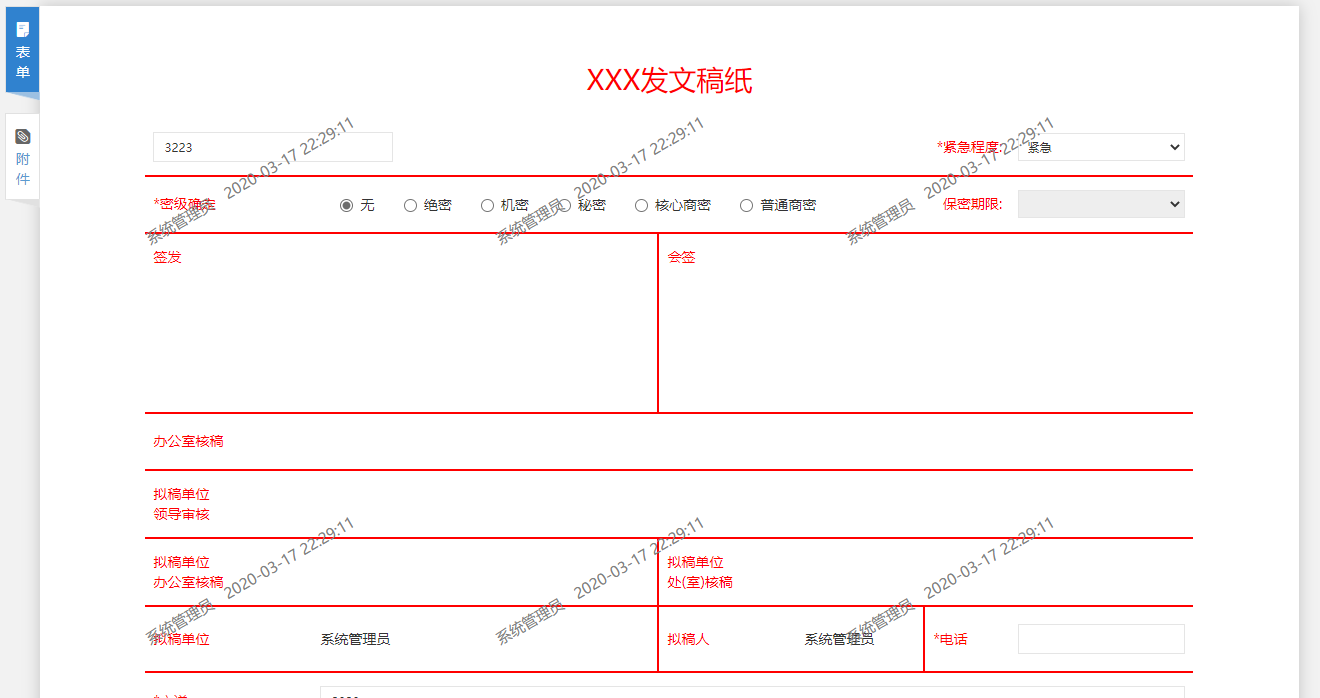 表单
附件
XXX发文稿纸
3223
*紧急程度:
紧急
*密级确定
无
绝密
机密
秘密
核心商密
普通商密
保密期限:
系统管理员 2020-03-17 22:29:11
系统管理员 2020-03-17 22:29:11
系统管理员 2020-03-17 22:29:11
签发
会签
办公室核稿
拟稿单位
领导审核
拟稿单位
办公室核稿
拟稿单位
处(室)核稿
系统管理员 2020-03-17 22:29:11
系统管理员 2020-03-17 22:29:11
系统管理员 2020-03-17 22:29:11
拟稿单位
系统管理员
拟稿人
系统管理员
*电话